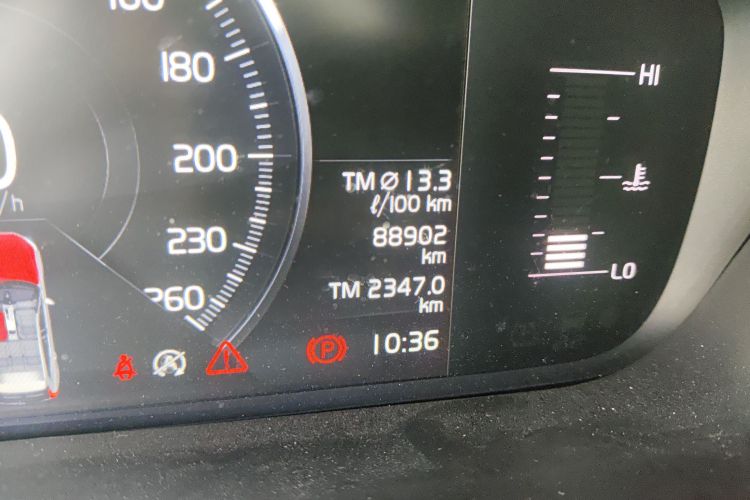 180
200
230
260
0
/h
TM Ø 13.3
ℓ/100 km
88902
km
TM 2347.0
km
10:36
P
HI
LO